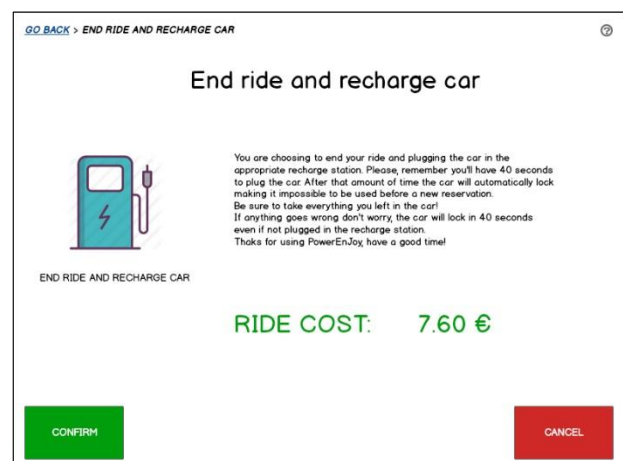 GO BACK > END RIDE AND RECHARGE CAR
End ride and recharge car
You are choosing to end your ride and plugging the car in the
appropriate recharge station. Please, remember you'll have 40 seconds
to plug the car. After that amount of time the car will automatically lock
making it impossible to be used before a new reservation.
Be sure to take everything you left in the car!
If anything goes wrong don't worry, the car will lock in 40 seconds
even if not plugged in the recharge station.
Thaks for using PowerEnJoy, have a good time!
END RIDE AND RECHARGE CAR
RIDE COST: 7.60 €
CONFIRM
CANCEL